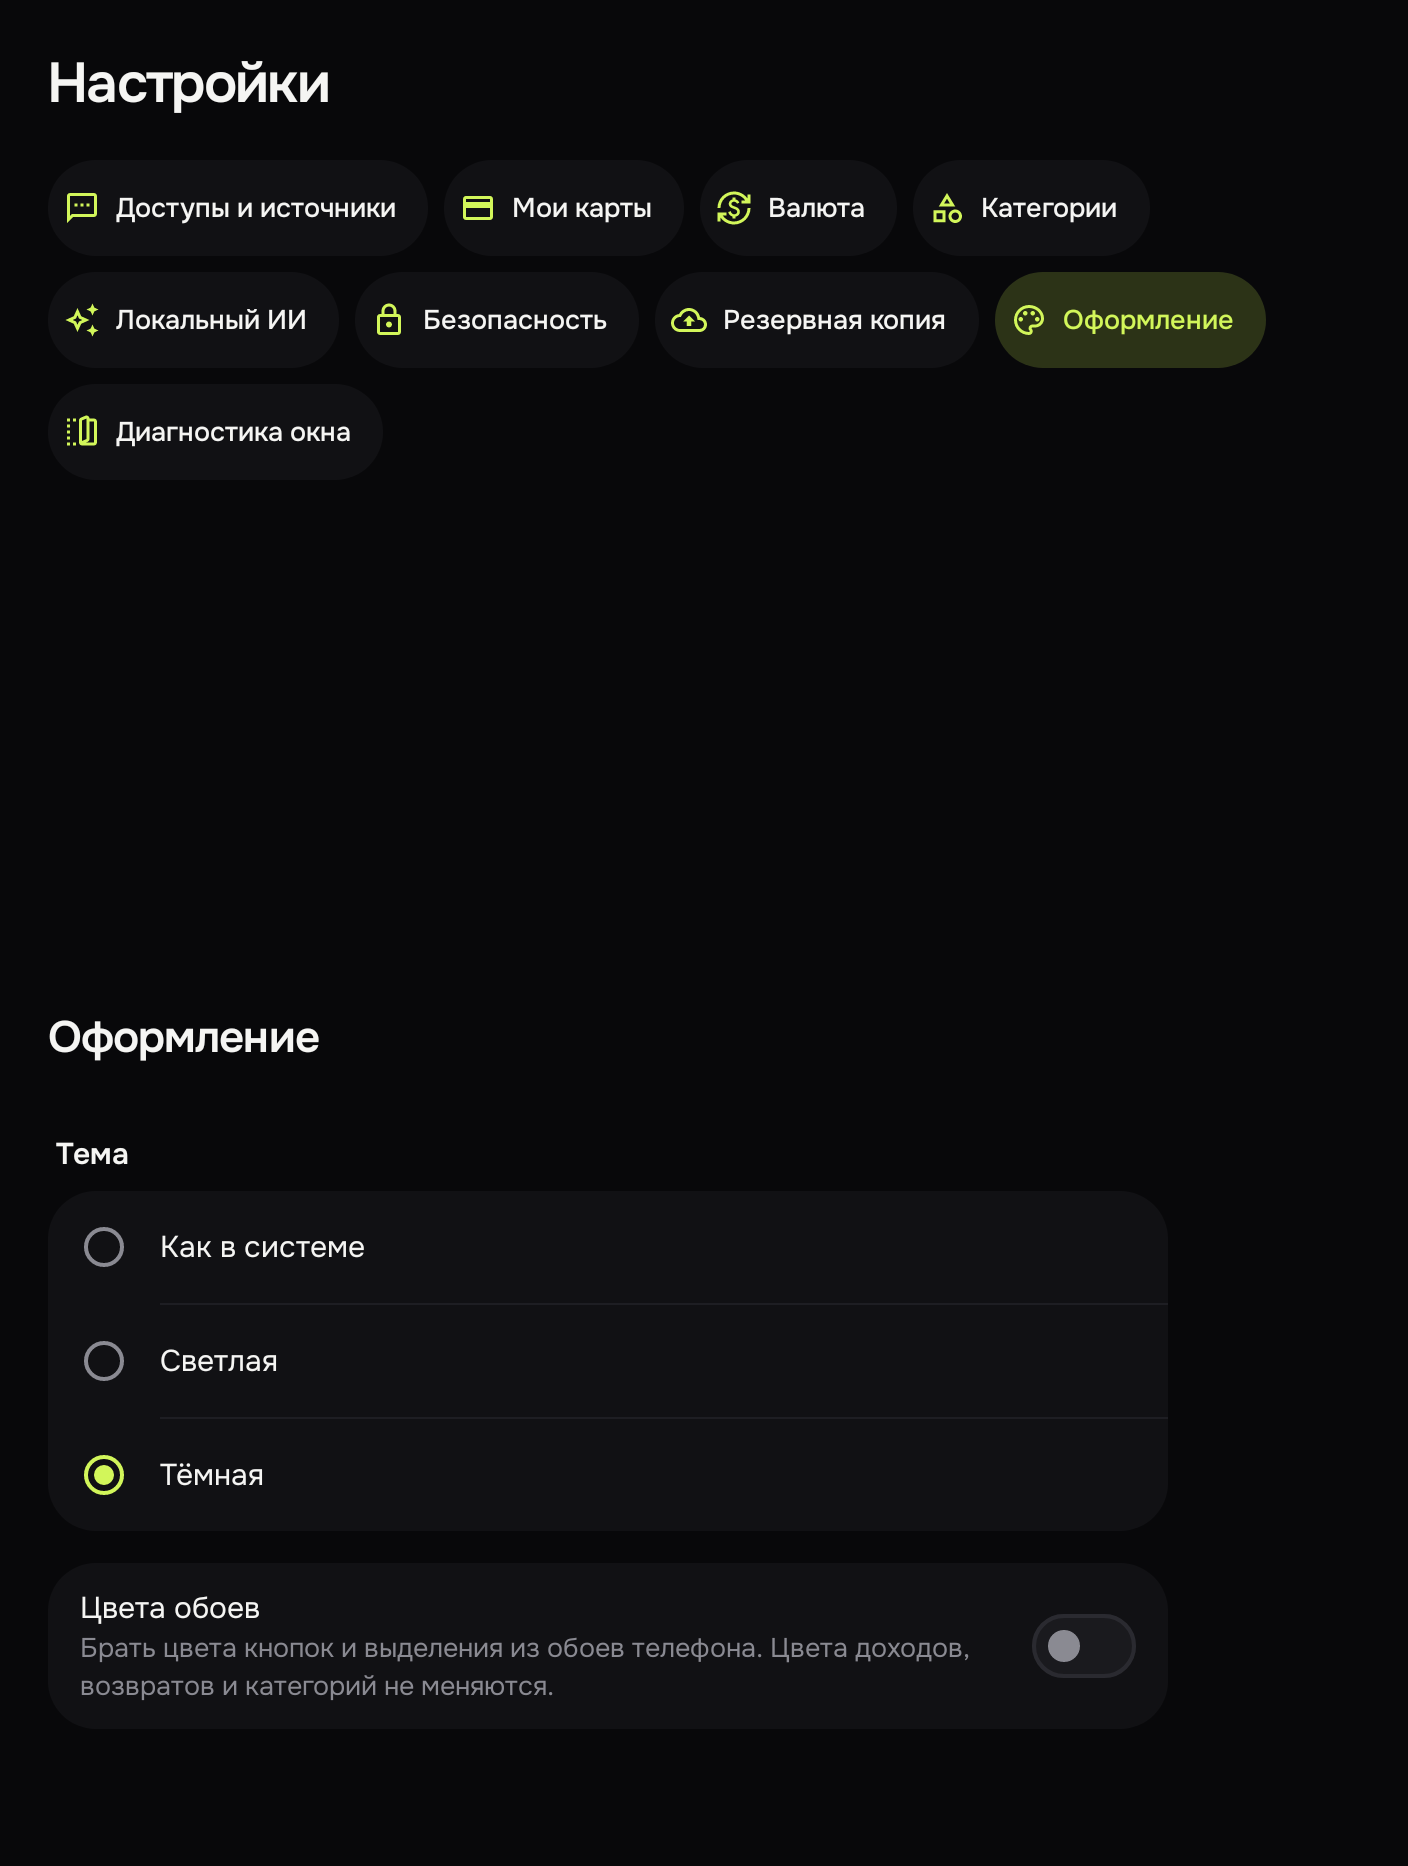 Настройки
Доступы и источники
Мои карты
Валюта
Категории
Локальный ИИ
Безопасность
Резервная копия
Оформление
Диагностика окна
Оформление
Тема
Как в системе
Светлая
Тёмная
Цвета обоев
Брать цвета кнопок и выделения из обоев телефона. Цвета доходов,
возвратов и категорий не меняются.